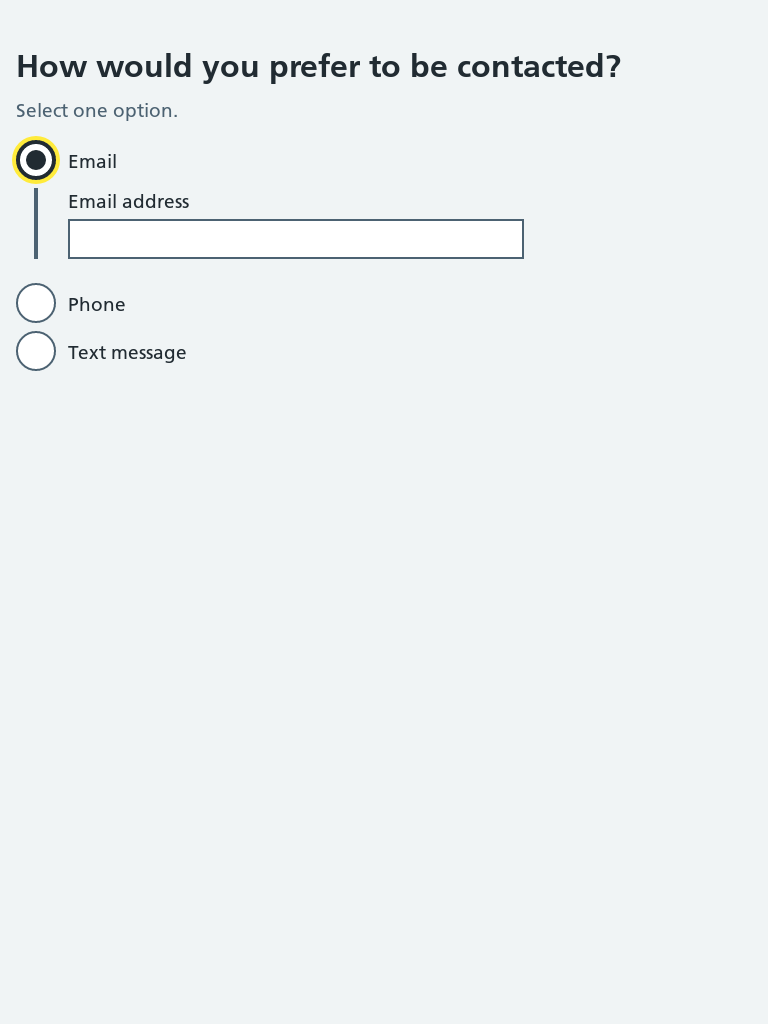 How would you prefer to be contacted?
Select one option.
Email
Email address
Phone
Text message